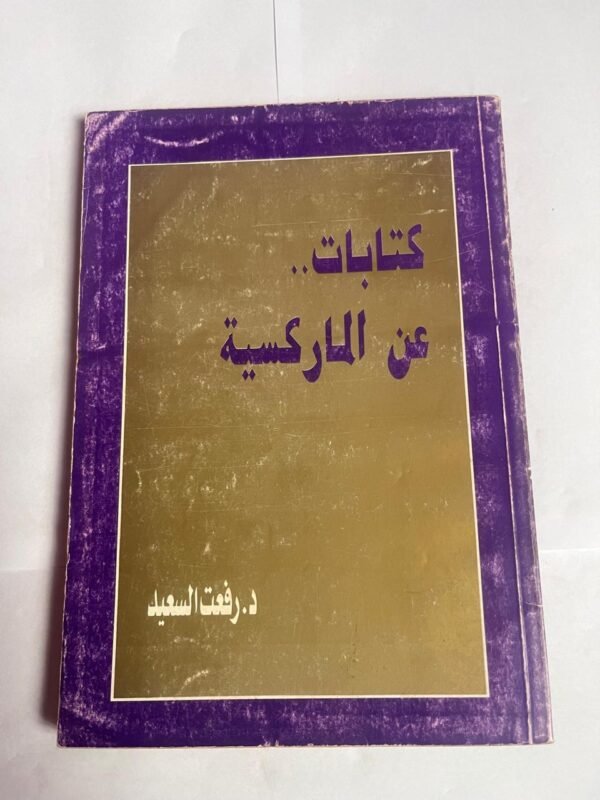 كتابات..
عن الماركسية
د. رفعت السعيد